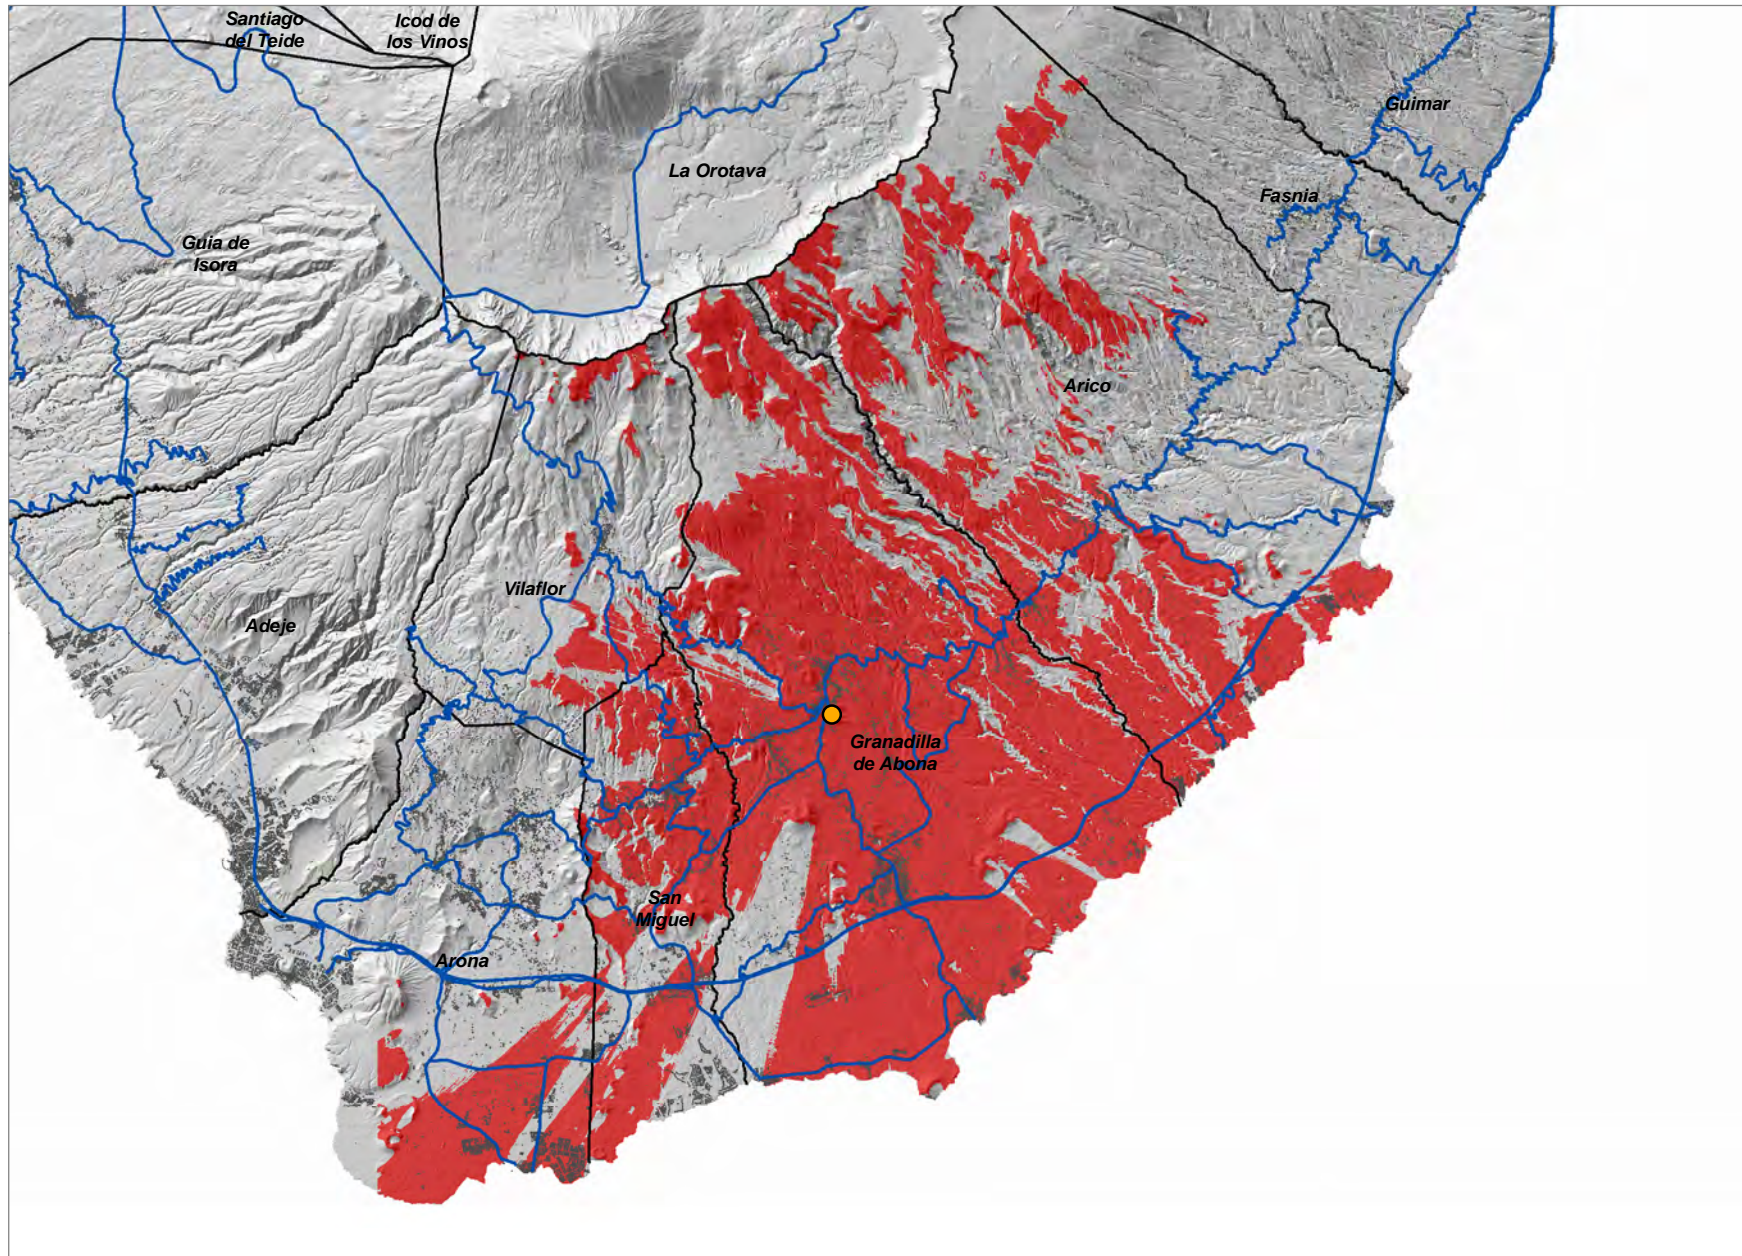 Santiago
del Teide
Icod de
los Vinos
Guimar
La Orotava
Fasnia
Guia de
Isora
Arico
Vilaflor
Adeje
Granadilla
de Abona
San
Miguel
Arona